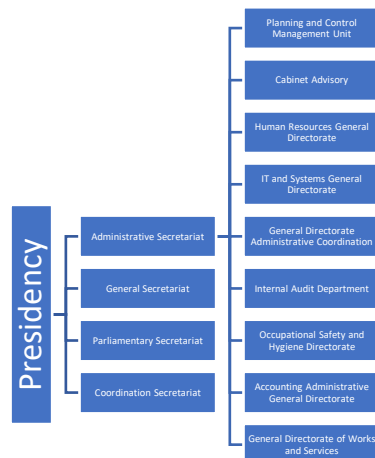 Presidency
Administrative Secretariat
General Secretariat
Parliamentary Secretariat
Coordination Secretariat
Planning and Control
Management Unit
Cabinet Advisory
Human Resources General
Directorate
IT and Systems General
Directorate
General Directorate
Administrative Coordination
Internal Audit Department
Occupational Safety and
Hygiene Directorate
Accounting Administrative
General Directorate
General Directorate of Works
and Services